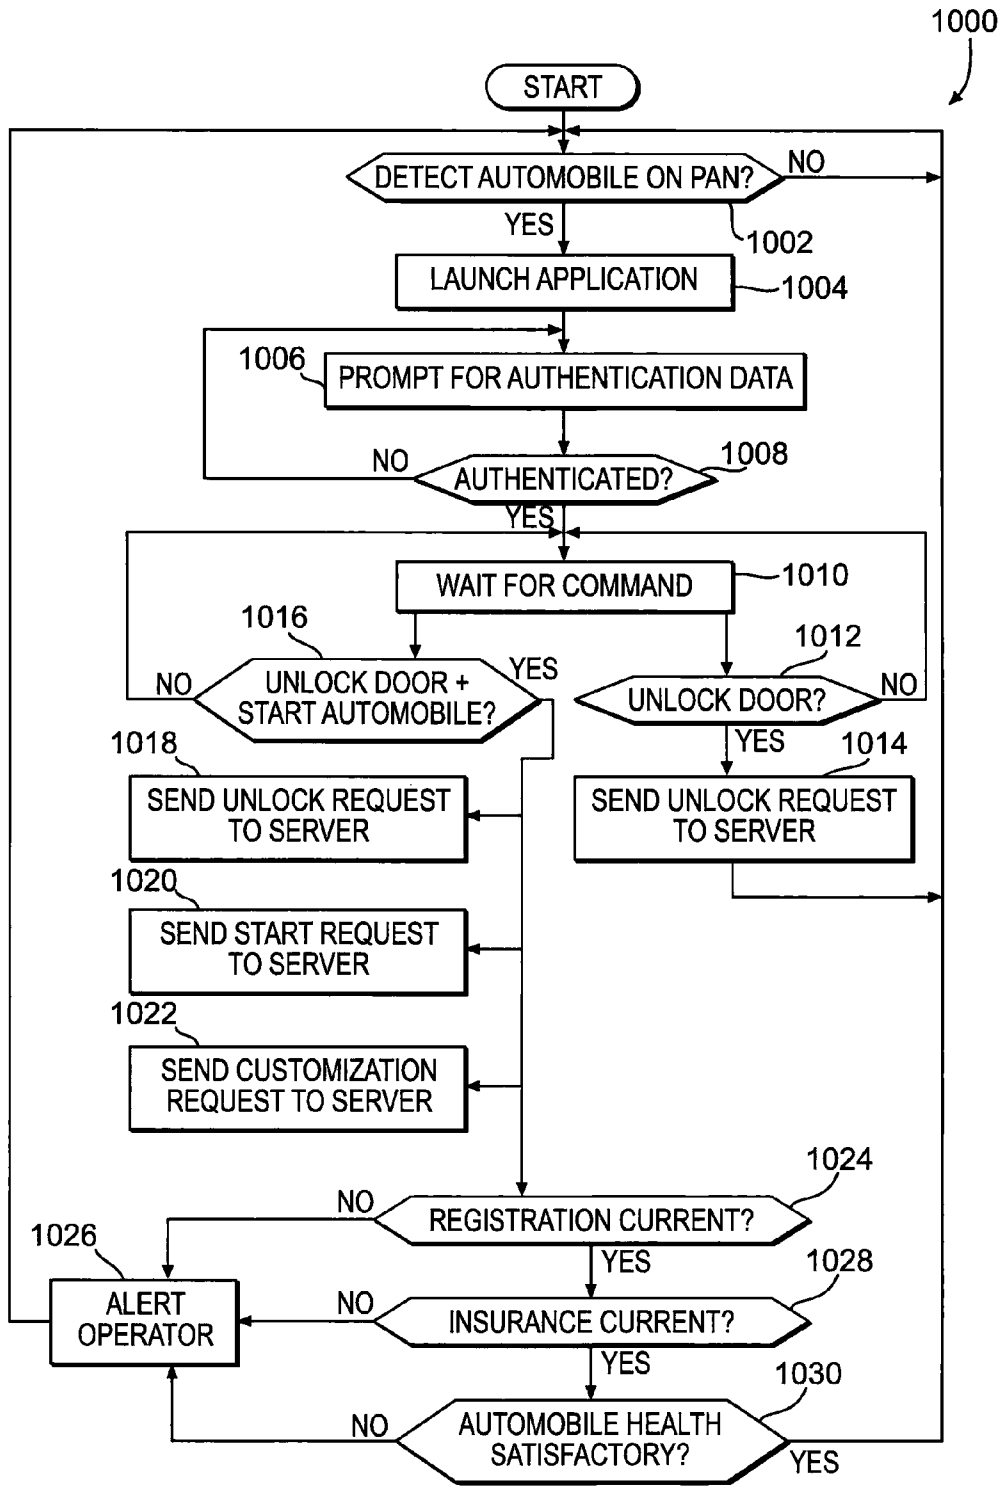 1000
START
DETECT AUTOMOBILE ON PAN?
NO
YES
1002
LAUNCH APPLICATION
1004
1006
PROMPT FOR AUTHENTICATION DATA
NO
1008
AUTHENTICATED?
YES
WAIT FOR COMMAND
1010
1016
1012
NO
UNLOCK DOOR +
START AUTOMOBILE?
YES
UNLOCK DOOR?
NO
YES
1018
1014
SEND UNLOCK REQUEST
TO SERVER
SEND UNLOCK REQUEST
TO SERVER
1020
SEND START REQUEST
TO SERVER
1022
SEND CUSTOMIZATION
REQUEST TO SERVER
1024
NO
REGISTRATION CURRENT?
1026
YES
1028
ALERT
OPERATOR
NO
INSURANCE CURRENT?
YES
1030
NO
AUTOMOBILE HEALTH
SATISFACTORY?
YES